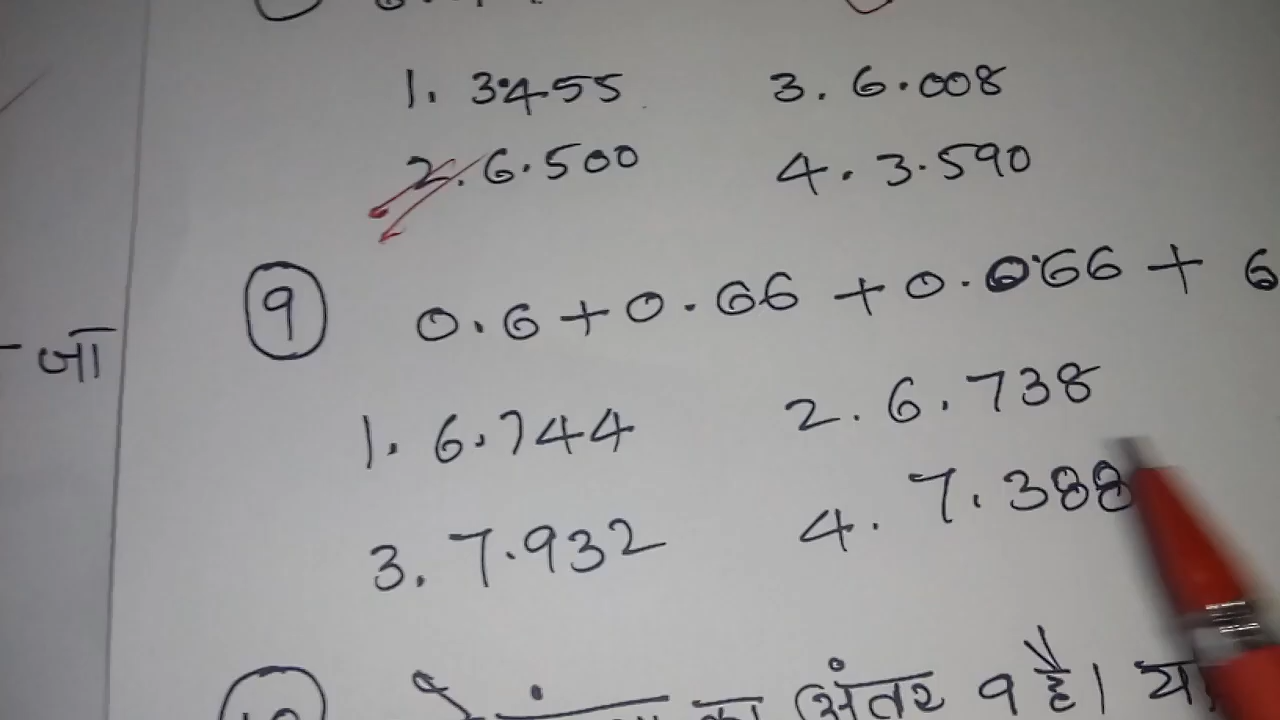 1. 3.455 3. 6.008
2. 6.500 4. 3.590
9 0.6 + 0.66 + 0.066 + 6
- जो
1. 6.744 2. 6.738
3. 7.932 4. 7.388
का अंतर 9 है। य